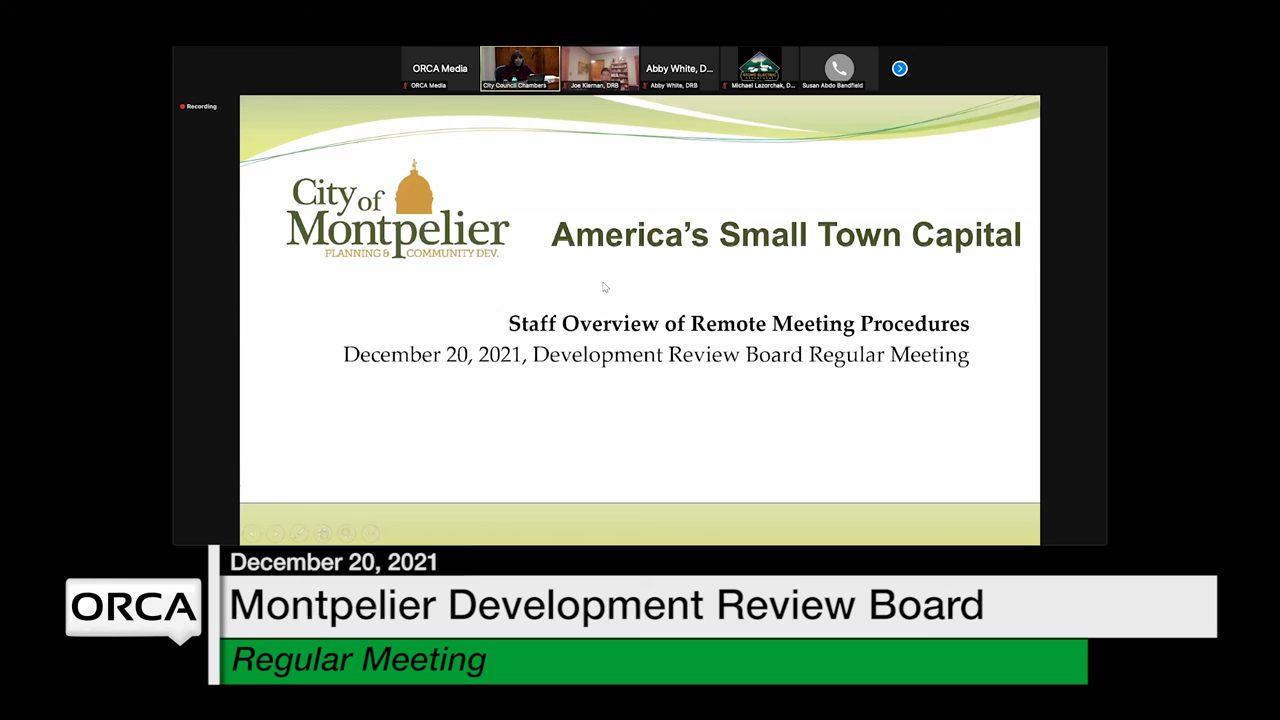 ORCA Media
Abby White, D...
ORCA Media
City Council Chambers
Joe Kiernan, DRB
Abby White, DRB
Michael Lazorchak, D...
Susan Abdo Bandfield
Recording
City of
Montpelier
PLANNING & COMMUNITY DEV.
America's Small Town Capital
Staff Overview of Remote Meeting Procedures
December 20, 2021, Development Review Board Regular Meeting
December 20, 2021
ORCA
Montpelier Development Review Board
Regular Meeting